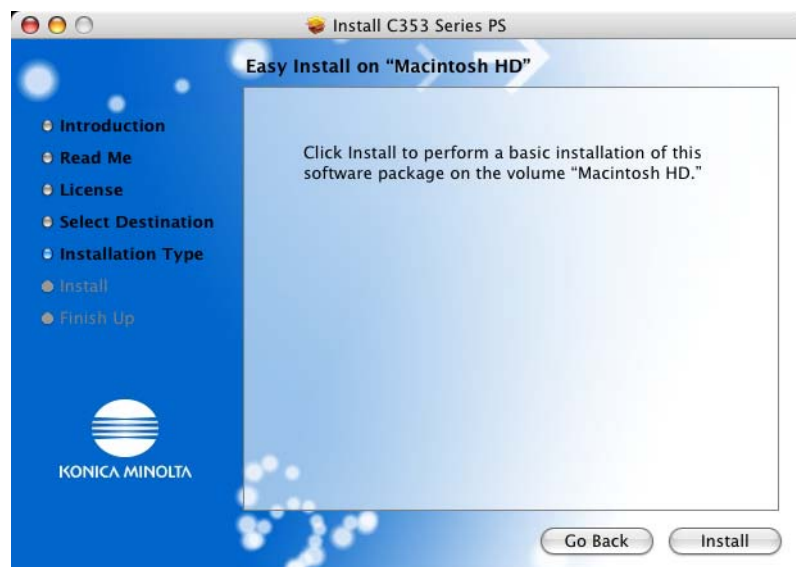 Install C353 Series PS
Easy Install on “Macintosh HD”
Introduction
Read Me
License
Select Destination
Installation Type
Install
Finish Up
Click Install to perform a basic installation of this
software package on the volume “Macintosh HD.”
KONICA MINOLTA
Go Back
Install